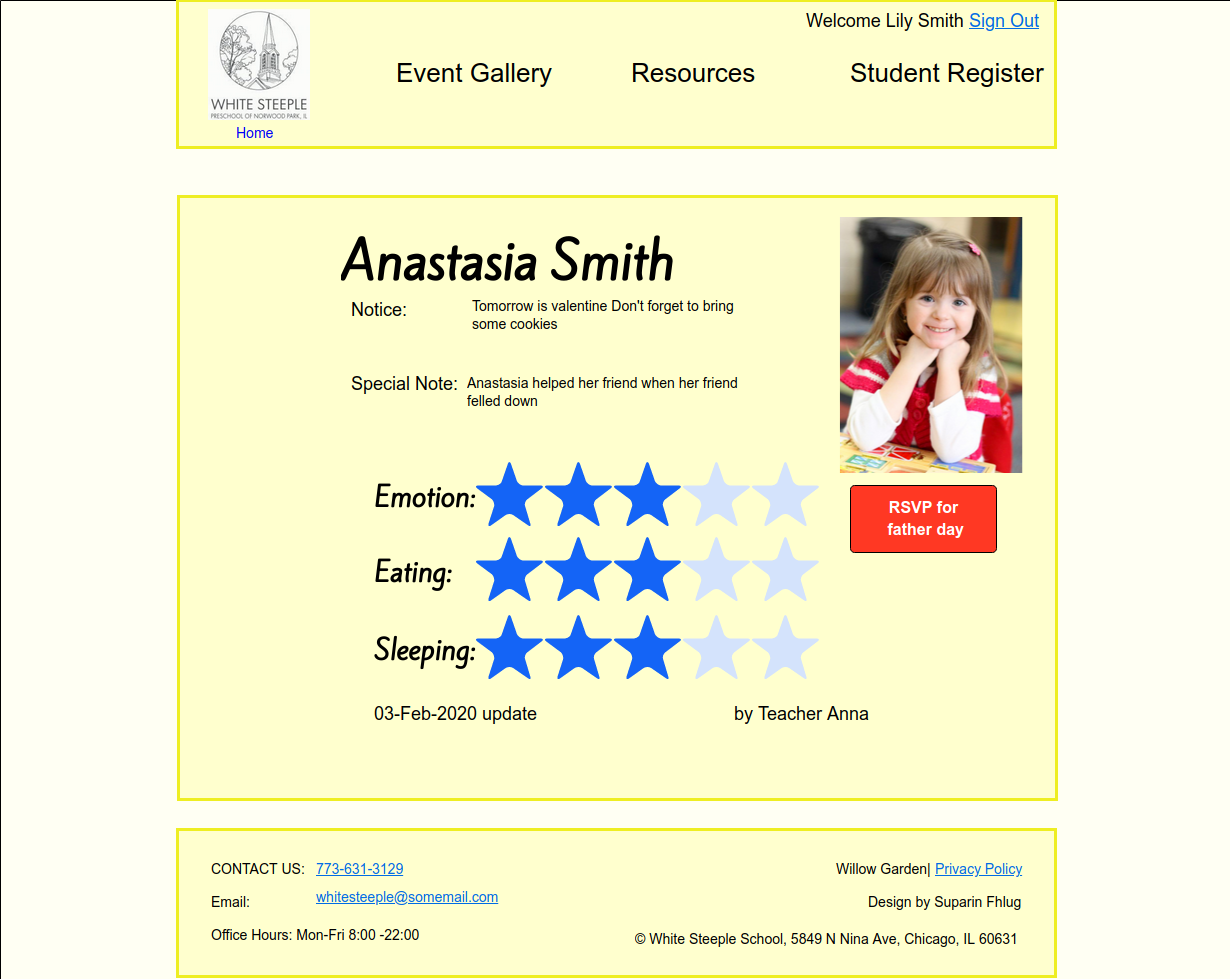 Welcome Lily Smith Sign Out
Event Gallery
Resources
Student Register
WHITE STEEPLE
PRESCHOOL OF NORWOOD PARK, IL
Home
Anastasia Smith
Notice:
Tomorrow is valentine Don't forget to bring
some cookies
Special Note:
Anastasia helped her friend when her friend
felled down
Emotion:
RSVP for
father day
Eating:
Sleeping:
03-Feb-2020 update
by Teacher Anna
CONTACT US: 773-631-3129
Email: whitesteeple@somemail.com
Office Hours: Mon-Fri 8:00 -22:00
Willow Garden| Privacy Policy
Design by Suparin Fhlug
© White Steeple School, 5849 N Nina Ave, Chicago, IL 60631